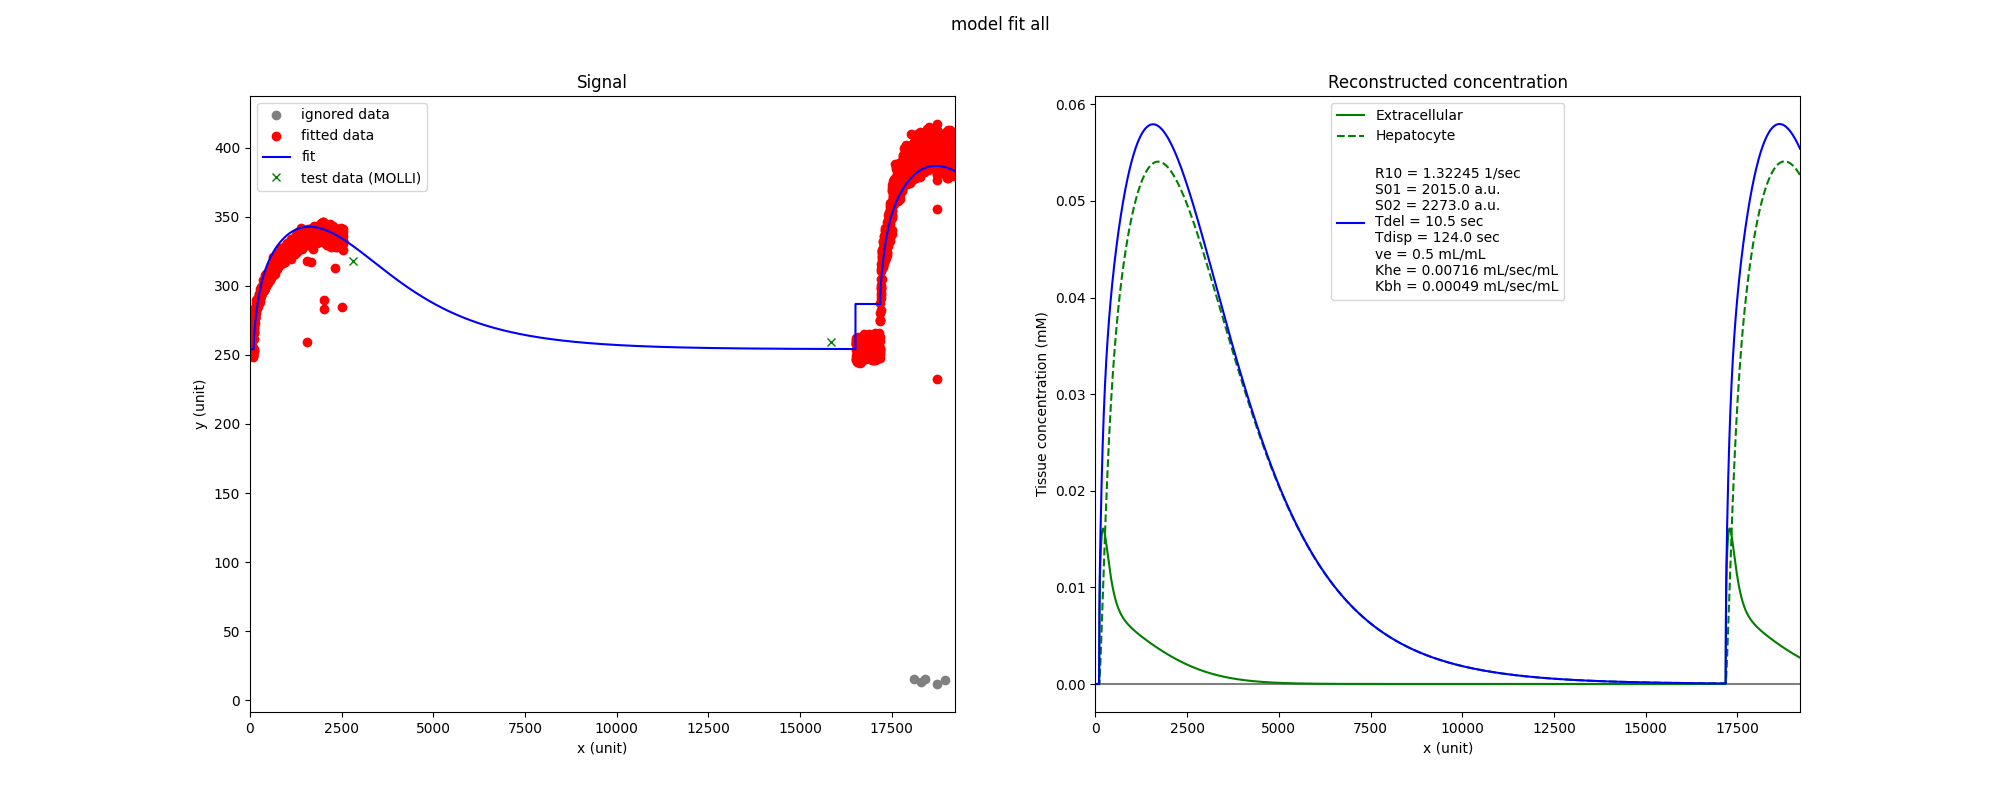 model fit all
Signal
ignored data
fitted data
fit
test data (MOLLI)
400
350
300
250
200
150
100
50
0
y (unit)
0 2500 5000 7500 10000 12500 15000 17500
x (unit)
Reconstructed concentration
Extracellular
Hepatocyte
R10 = 1.32245 1/sec
S01 = 2015.0 a.u.
S02 = 2273.0 a.u.
Tdel = 10.5 sec
Tdisp = 124.0 sec
ve = 0.5 mL/mL
Khe = 0.00716 mL/sec/mL
Kbh = 0.00049 mL/sec/mL
0.06
0.05
0.04
0.03
0.02
0.01
0.00
Tissue concentration (mM)
0 2500 5000 7500 10000 12500 15000 17500
x (unit)